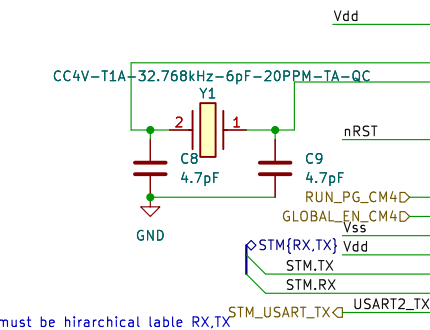 Vdd
CC4V-T1A-32.768kHz-6pF-20PPM-TA-QC
Y1
2
1
nRST
C8
4.7pF
C9
4.7pF
RUN_PG_CM4
GLOBAL_EN_CM4
Vss
GND
STM{RX,TX}
Vdd
STM.TX
STM.RX
USART2_TX
STM_USART_TX
must be hirarchical lable RX,TX